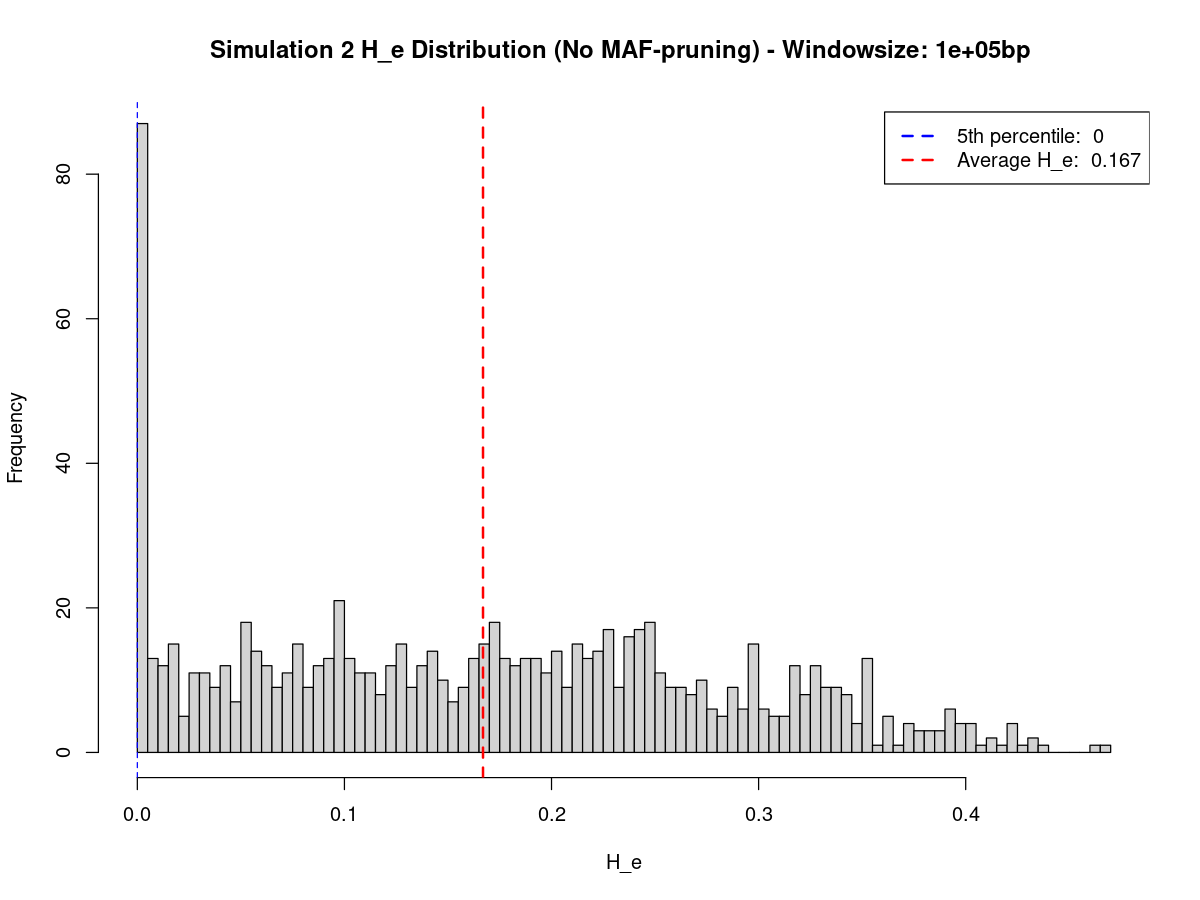 Simulation 2 H_e Distribution (No MAF-pruning) - Windowsize: 1e+05bp
5th percentile: 0
Average H_e: 0.167
Frequency
80
60
40
20
0
0.0 0.1 0.2 0.3 0.4
H_e